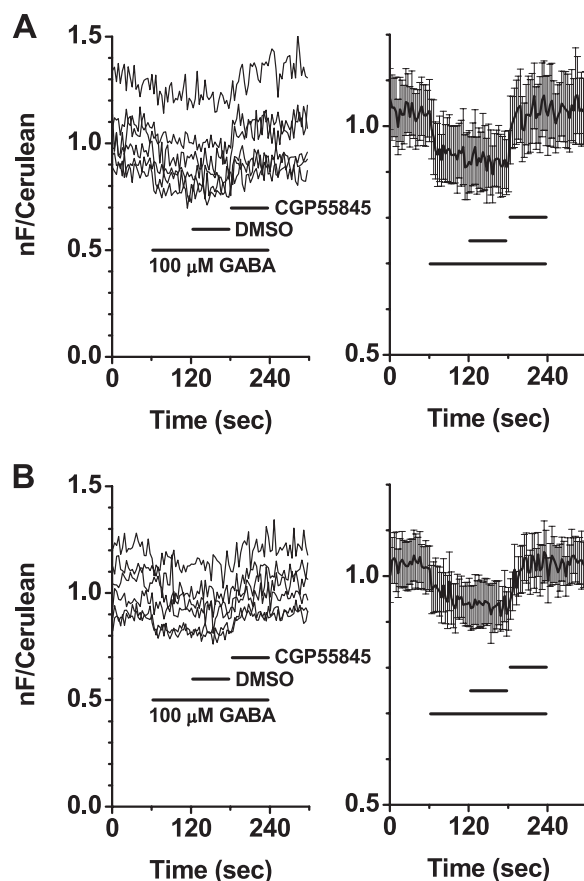 A
nF/Cerulean
1.5
1.0
0.5
0.0
CGP55845
DMSO
100 μM GABA
0 120 240
Time (sec)
1.0
0.5
0 120 240
Time (sec)
B
nF/Cerulean
1.5
1.0
0.5
0.0
CGP55845
DMSO
100 μM GABA
0 120 240
Time (sec)
1.0
0.5
0 120 240
Time (sec)